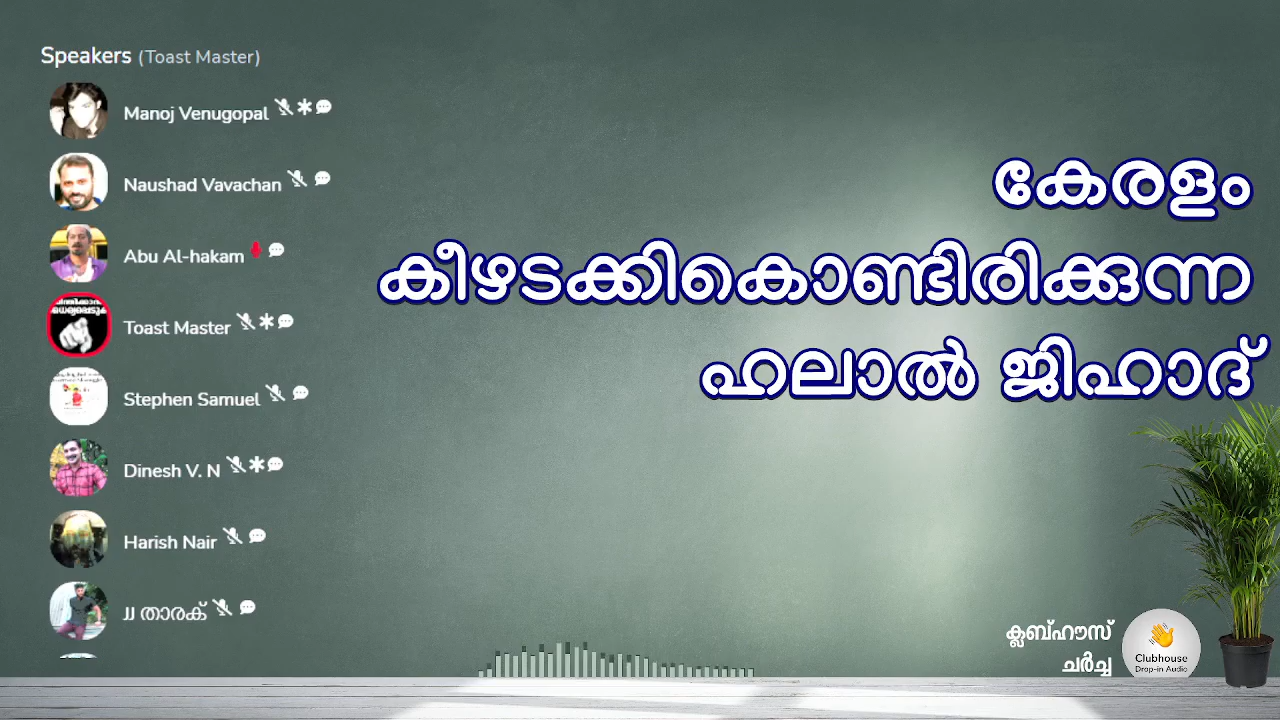 Speakers (Toast Master)
Manoj Venugopal
Naushad Vavachan
Abu Al-hakam
Toast Master
Stephen Samuel
Dinesh V. N
Harish Nair
JJ താരക്
കേരളം
കീഴടക്കികൊണ്ടിരിക്കുന്ന
ഹലാൽ ജിഹാദ്
ക്ലബ്ഹൗസ്
ചർച്ച
Clubhouse
Drop-in Audio